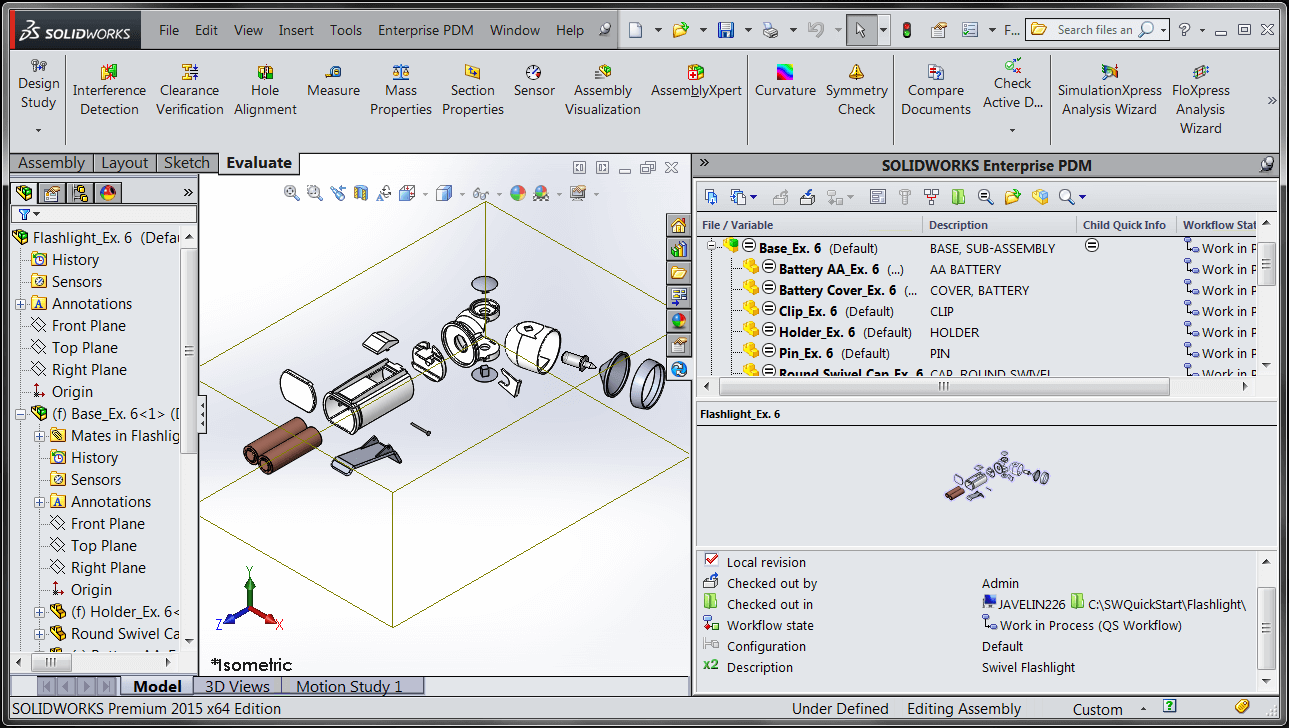 SOLIDWORKS File Edit View Insert Tools Enterprise PDM Window Help F... Search files an ?
Design Study
Interference Detection
Clearance Verification
Hole Alignment
Measure
Mass Properties
Section Properties
Sensor
Assembly Visualization
AssemblyXpert
Curvature
Symmetry Check
Compare Documents
Check Active D...
SimulationXpress Analysis Wizard
FloXpress Analysis Wizard
Assembly Layout Sketch Evaluate
Flashlight_Ex. 6 (Defau
History
Sensors
Annotations
Front Plane
Top Plane
Right Plane
Origin
(f) Base_Ex. 6<1> (D
Mates in Flashlig
History
Sensors
Annotations
Front Plane
Top Plane
Right Plane
Origin
(f) Holder_Ex. 6<
Round Swivel Ca
Y
Z
X
*Isometric
Model 3D Views Motion Study 1
SOLIDWORKS Enterprise PDM
File / Variable Description Child Quick Info Workflow Stat
Base_Ex. 6 (Default) BASE, SUB-ASSEMBLY Work in P
Battery AA_Ex. 6 (...) AA BATTERY Work in P
Battery Cover_Ex. 6 (... COVER, BATTERY Work in P
Clip_Ex. 6 (Default) CLIP Work in P
Holder_Ex. 6 (Default) HOLDER Work in P
Pin_Ex. 6 (Default) PIN Work in P
Round Swivel Cap_Ex. 6 CAP, ROUND SWIVEL Work in P
Flashlight_Ex. 6
Local revision
Checked out by Admin
Checked out in JAVELIN226 C:\SWQuickStart\Flashlight\
Workflow state Work in Process (QS Workflow)
Configuration Default
x2 Description Swivel Flashlight
SOLIDWORKS Premium 2015 x64 Edition Under Defined Editing Assembly Custom ?